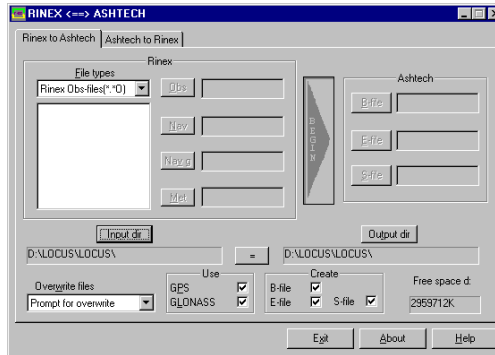 RINEX <==> ASHTECH
Rinex to Ashtech
Ashtech to Rinex
Rinex
File types
Rinex Obs-files(*.*O)
Obs
Nav
Nav g
Met
BEGIN
Ashtech
B-file
E-file
S-file
Input dir
Output dir
D:\LOCUS\LOCUS\
=
D:\LOCUS\LOCUS\
Overwrite files
Prompt for overwrite
Use
GPS
GLONASS
Create
B-file
E-file
S-file
Free space d:
2959712K
Exit
About
Help